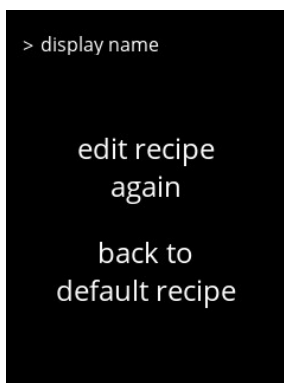 > display name
edit recipe
again
back to
default recipe